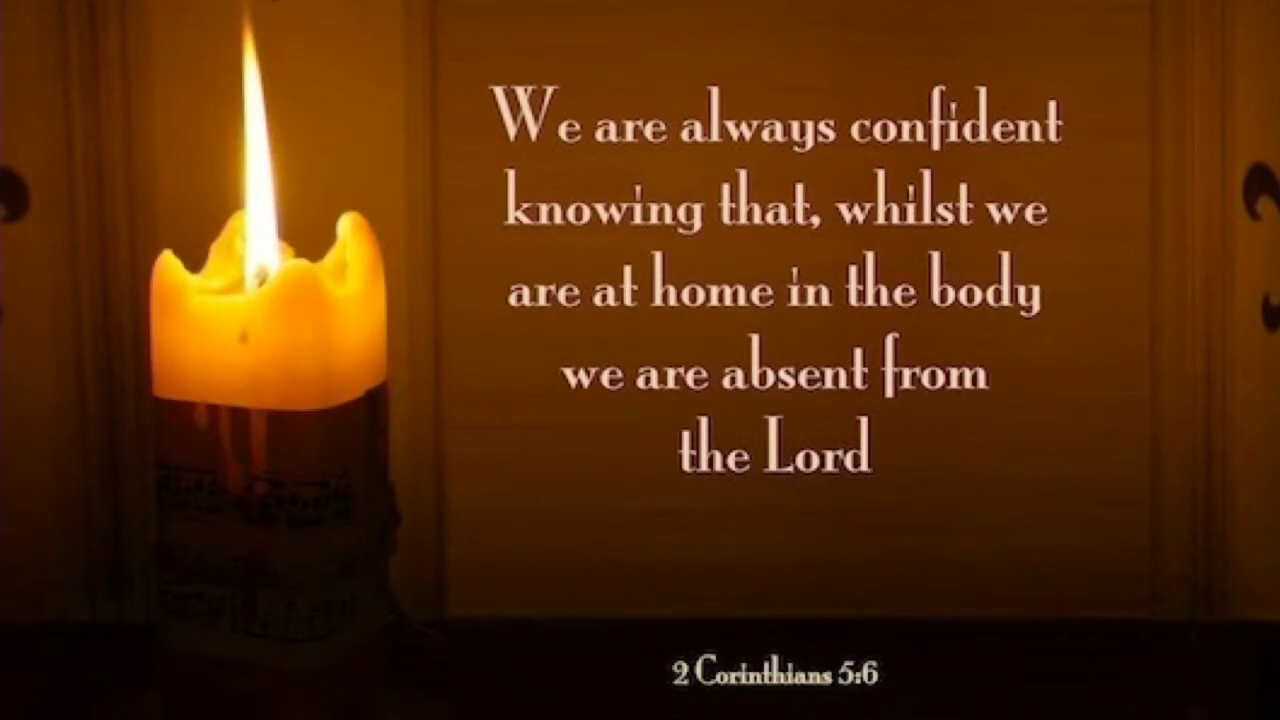 We are always confident
knowing that, whilst we
are at home in the body
we are absent from
the Lord
2 Corinthians 5:6